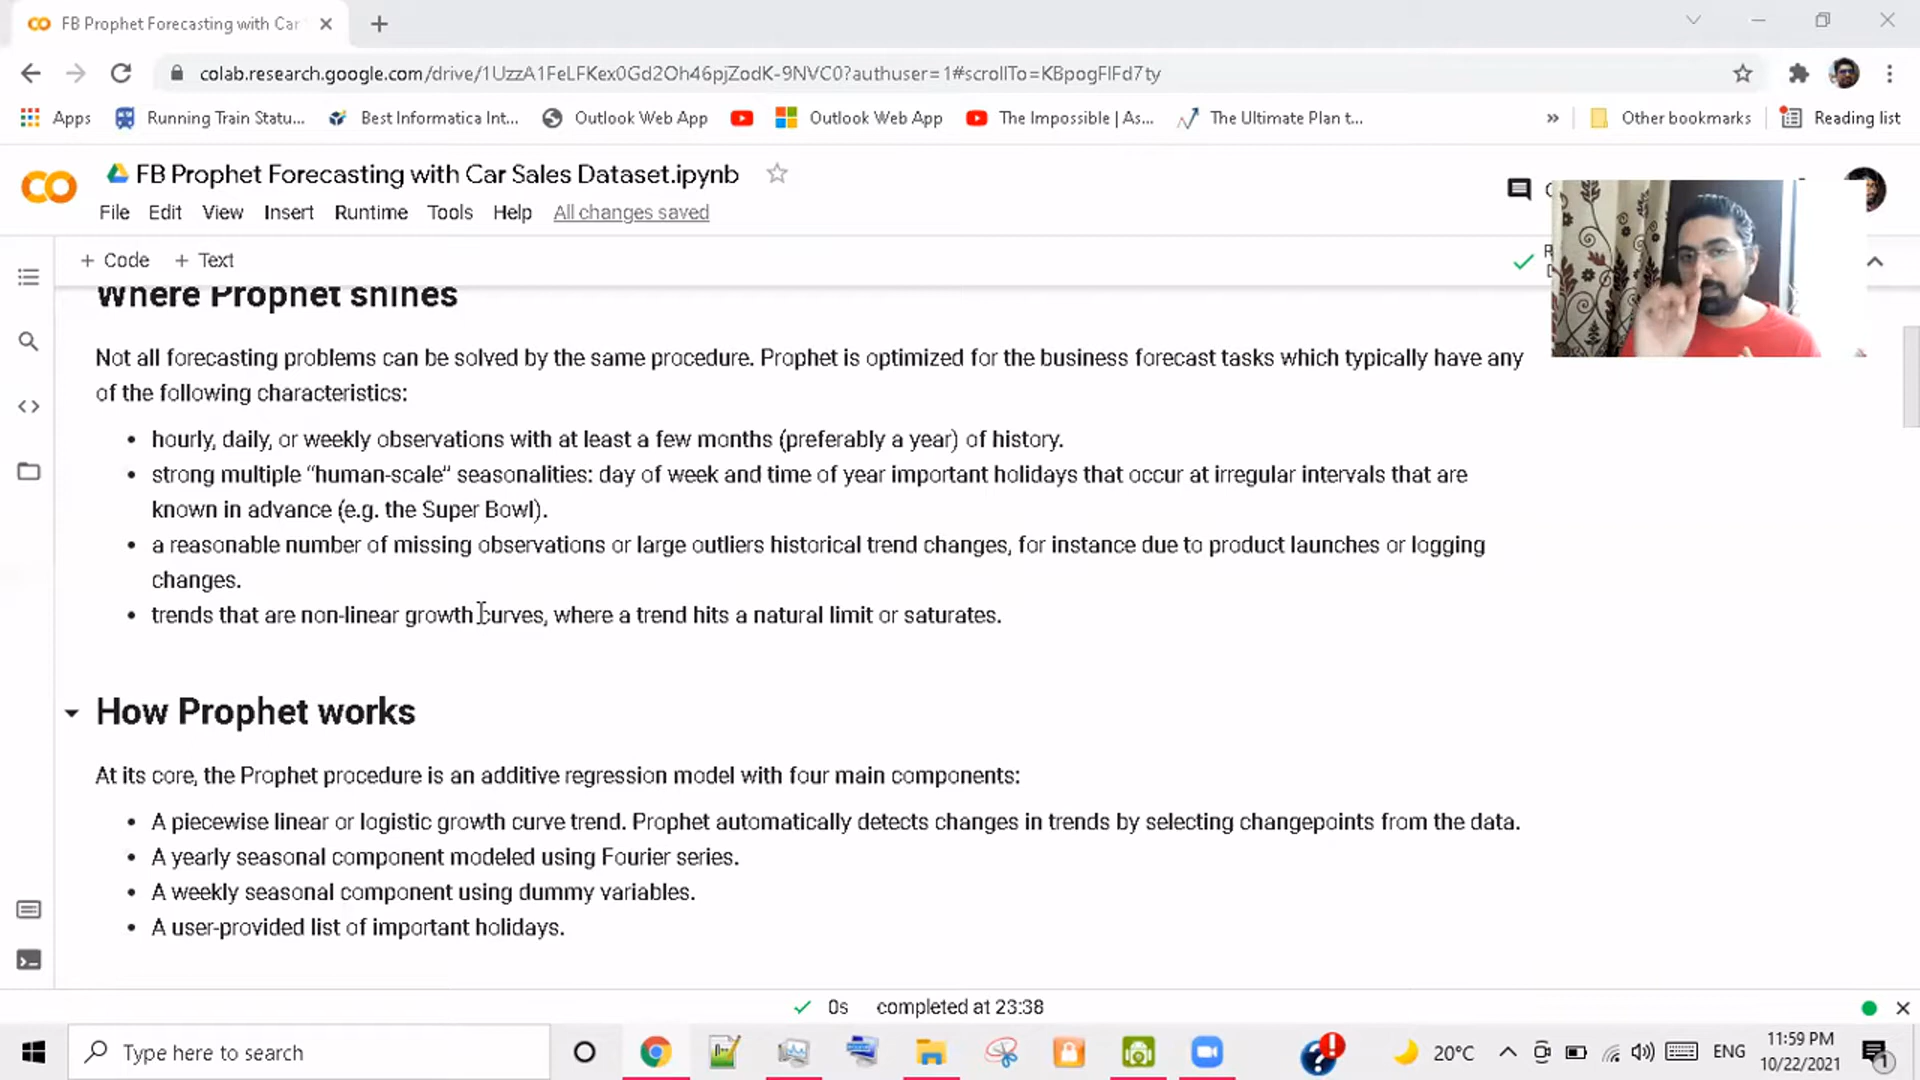 FB Prophet Forecasting with Car
colab.research.google.com/drive/1UzzA1FeLFKex0Gd2Oh46pjZodK-9NVC0?authuser=1#scrollTo=KBpogFlFd7ty
Apps
Running Train Statu...
Best Informatica Int...
Outlook Web App
Outlook Web App
The Impossible | As...
The Ultimate Plan t...
»
Other bookmarks
Reading list
FB Prophet Forecasting with Car Sales Dataset.ipynb
File Edit View Insert Runtime Tools Help All changes saved
+ Code + Text
Where Prophet shines
Not all forecasting problems can be solved by the same procedure. Prophet is optimized for the business forecast tasks which typically have any
of the following characteristics:
• hourly, daily, or weekly observations with at least a few months (preferably a year) of history.
• strong multiple “human-scale” seasonalities: day of week and time of year important holidays that occur at irregular intervals that are
known in advance (e.g. the Super Bowl).
• a reasonable number of missing observations or large outliers historical trend changes, for instance due to product launches or logging
changes.
• trends that are non-linear growth curves, where a trend hits a natural limit or saturates.
How Prophet works
At its core, the Prophet procedure is an additive regression model with four main components:
• A piecewise linear or logistic growth curve trend. Prophet automatically detects changes in trends by selecting changepoints from the data.
• A yearly seasonal component modeled using Fourier series.
• A weekly seasonal component using dummy variables.
• A user-provided list of important holidays.
0s completed at 23:38
Type here to search
20°C
ENG
11:59 PM
10/22/2021
1